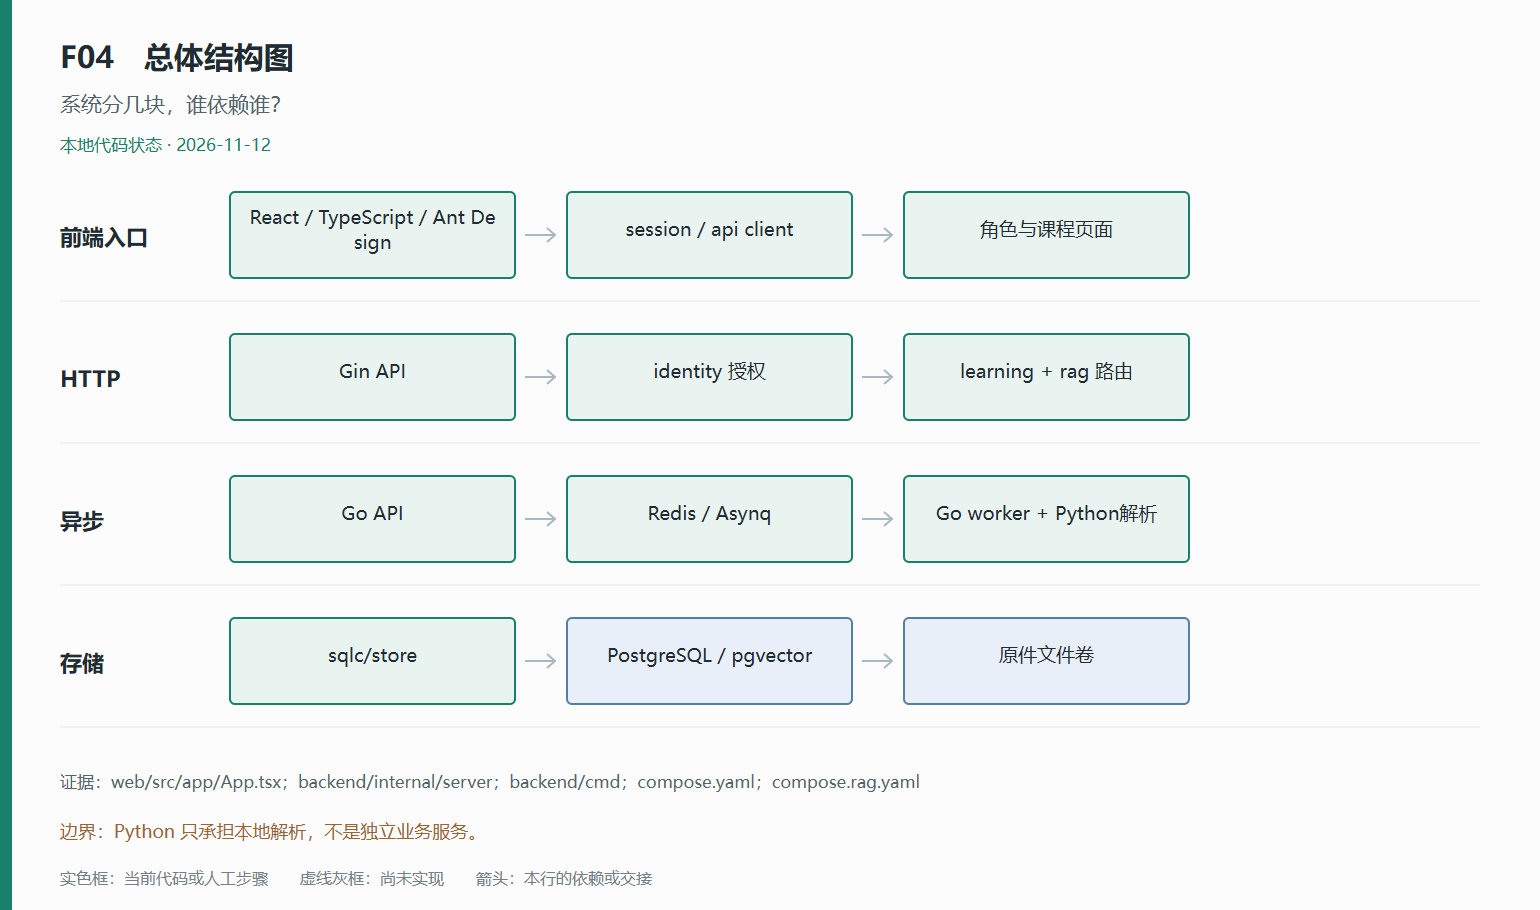 F04 总体结构图
系统分几块，谁依赖谁？
本地代码状态 · 2026-11-12
前端入口
React / TypeScript / Ant De
sign
session / api client
角色与课程页面
HTTP
Gin API
identity 授权
learning + rag 路由
异步
Go API
Redis / Asynq
Go worker + Python解析
存储
sqlc/store
PostgreSQL / pgvector
原件文件卷
证据：web/src/app/App.tsx；backend/internal/server；backend/cmd；compose.yaml；compose.rag.yaml
边界：Python 只承担本地解析，不是独立业务服务。
实色框：当前代码或人工步骤 虚线灰框：尚未实现 箭头：本行的依赖或交接